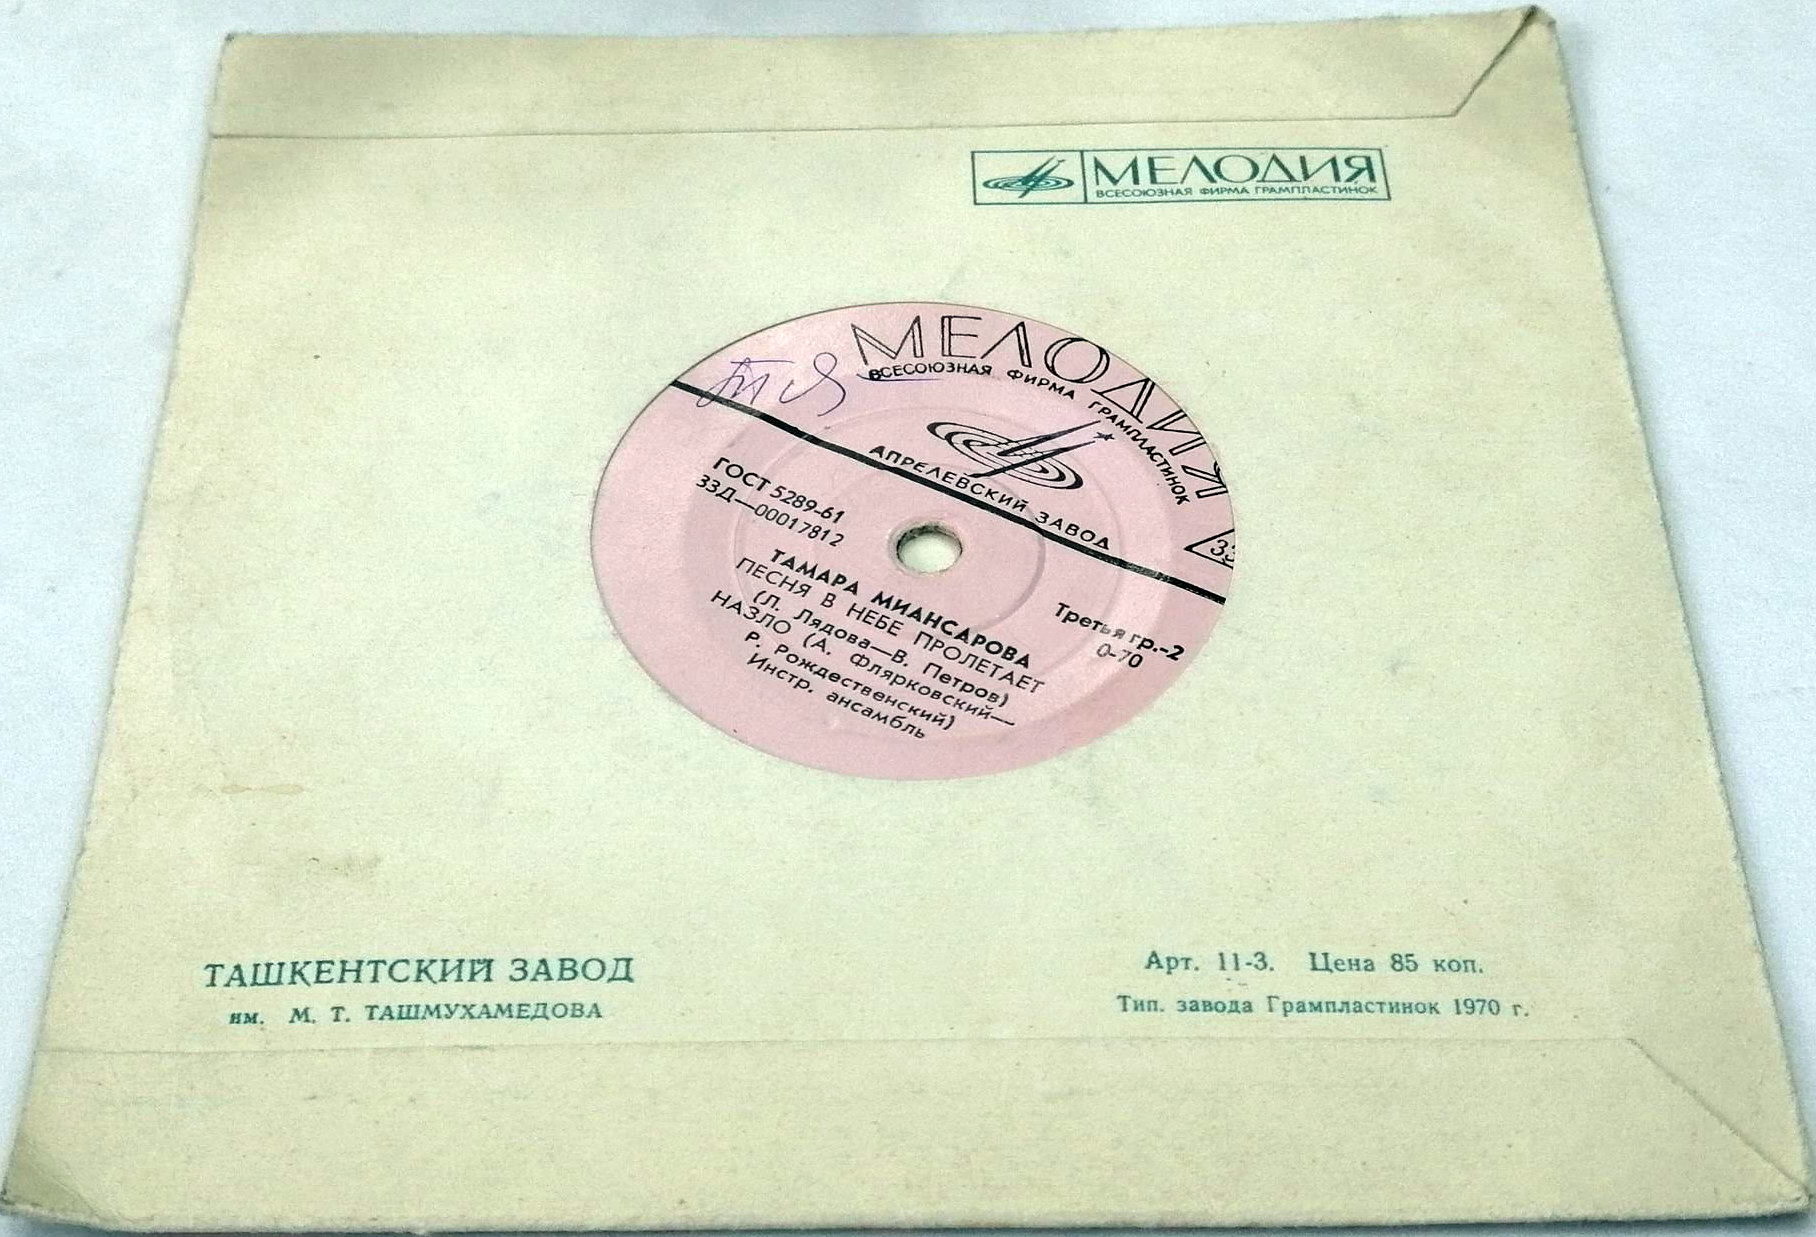 МЕЛОДИЯ
ВСЕСОЮЗНАЯ ФИРМА ГРАМПЛАСТИНОК
МЕЛОДИЯ
ВСЕСОЮЗНАЯ ФИРМА ГРАМПЛАСТИНОК
АПРЕЛЕВСКИЙ ЗАВОД
33
ГОСТ 5289-61
33Д—00017812
Третья гр.-2
0-70
ТАМАРА МИАНСАРОВА
ПЕСНЯ В НЕБЕ ПРОЛЕТАЕТ
(Л. Лядова—В. Петров)
НАЗЛО (А. Флярковский—
Р. Рождественский)
Инстр. ансамбль
ТАШКЕНТСКИЙ ЗАВОД
им. М. Т. ТАШМУХАМЕДОВА
Арт. 11-3. Цена 85 коп.
Тип. завода Грампластинок 1970 г.